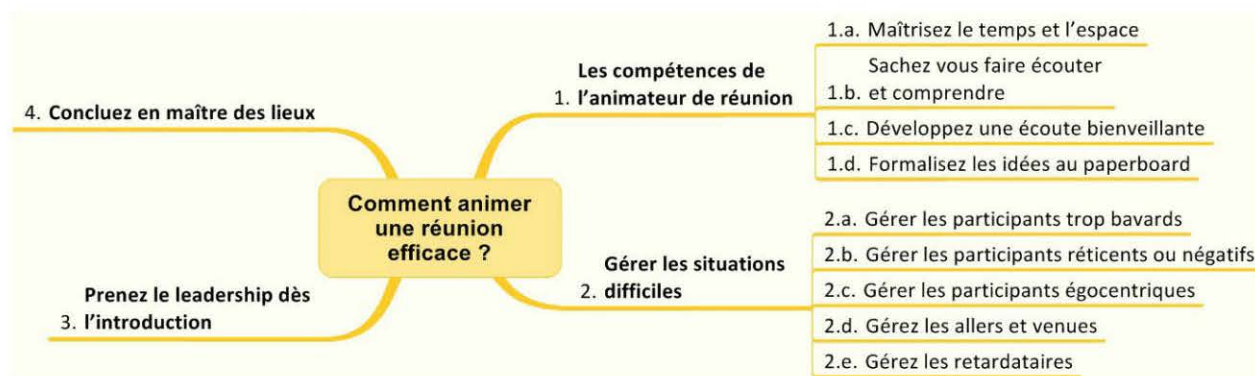 Comment animer
une réunion
efficace ?
1. Les compétences de
l'animateur de réunion
1.a. Maîtrisez le temps et l'espace
1.b. Sachez vous faire écouter
et comprendre
1.c. Développez une écoute bienveillante
1.d. Formalisez les idées au paperboard
2. Gérer les situations
difficiles
2.a. Gérer les participants trop bavards
2.b. Gérer les participants réticents ou négatifs
2.c. Gérer les participants égocentriques
2.d. Gérez les allers et venues
2.e. Gérez les retardataires
3. Prenez le leadership dès
l'introduction
4. Concluez en maître des lieux